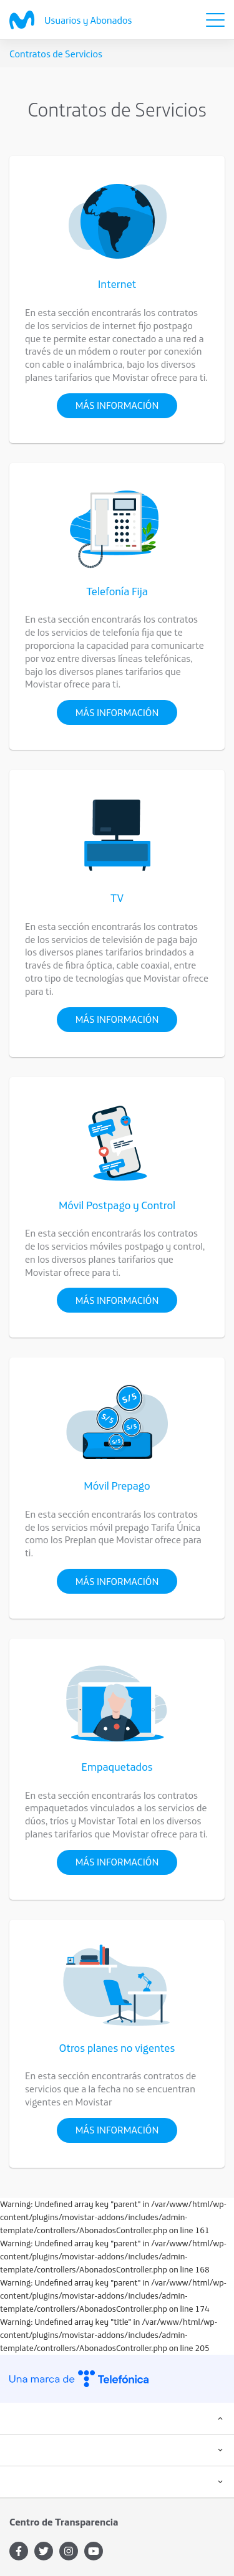 Usuarios y Abonados
Contratos de Servicios
Contratos de Servicios
Internet
En esta sección encontrarás los contratos
de los servicios de internet fijo postpago
que te permite estar conectado a una red a
través de un módem o router por conexión
con cable o inalámbrica, bajo los diversos
planes tarifarios que Movistar ofrece para ti.
MÁS INFORMACIÓN
Telefonía Fija
En esta sección encontrarás los contratos
de los servicios de telefonía fija que te
proporciona la capacidad para comunicarte
por voz entre diversas líneas telefónicas,
bajo los diversos planes tarifarios que
Movistar ofrece para ti.
MÁS INFORMACIÓN
TV
En esta sección encontrarás los contratos
de los servicios de televisión de paga bajo
los diversos planes tarifarios brindados a
través de fibra óptica, cable coaxial, entre
otro tipo de tecnologías que Movistar ofrece
para ti.
MÁS INFORMACIÓN
Móvil Postpago y Control
En esta sección encontrarás los contratos
de los servicios móviles postpago y control,
en los diversos planes tarifarios que
Movistar ofrece para ti.
MÁS INFORMACIÓN
S/S
S/S
S/S
S/S
Móvil Prepago
En esta sección encontrarás los contratos
de los servicios móvil prepago Tarifa Única
como los Preplan que Movistar ofrece para
ti.
MÁS INFORMACIÓN
Empaquetados
En esta sección encontrarás los contratos
empaquetados vinculados a los servicios de
dúos, tríos y Movistar Total en los diversos
planes tarifarios que Movistar ofrece para ti.
MÁS INFORMACIÓN
Otros planes no vigentes
En esta sección encontrarás contratos de
servicios que a la fecha no se encuentran
vigentes en Movistar
MÁS INFORMACIÓN
Warning: Undefined array key "parent" in /var/www/html/wp-
content/plugins/movistar-addons/includes/admin-
template/controllers/AbonadosController.php on line 161
Warning: Undefined array key "parent" in /var/www/html/wp-
content/plugins/movistar-addons/includes/admin-
template/controllers/AbonadosController.php on line 168
Warning: Undefined array key "parent" in /var/www/html/wp-
content/plugins/movistar-addons/includes/admin-
template/controllers/AbonadosController.php on line 174
Warning: Undefined array key "title" in /var/www/html/wp-
content/plugins/movistar-addons/includes/admin-
template/controllers/AbonadosController.php on line 205
Una marca de Telefónica
Centro de Transparencia